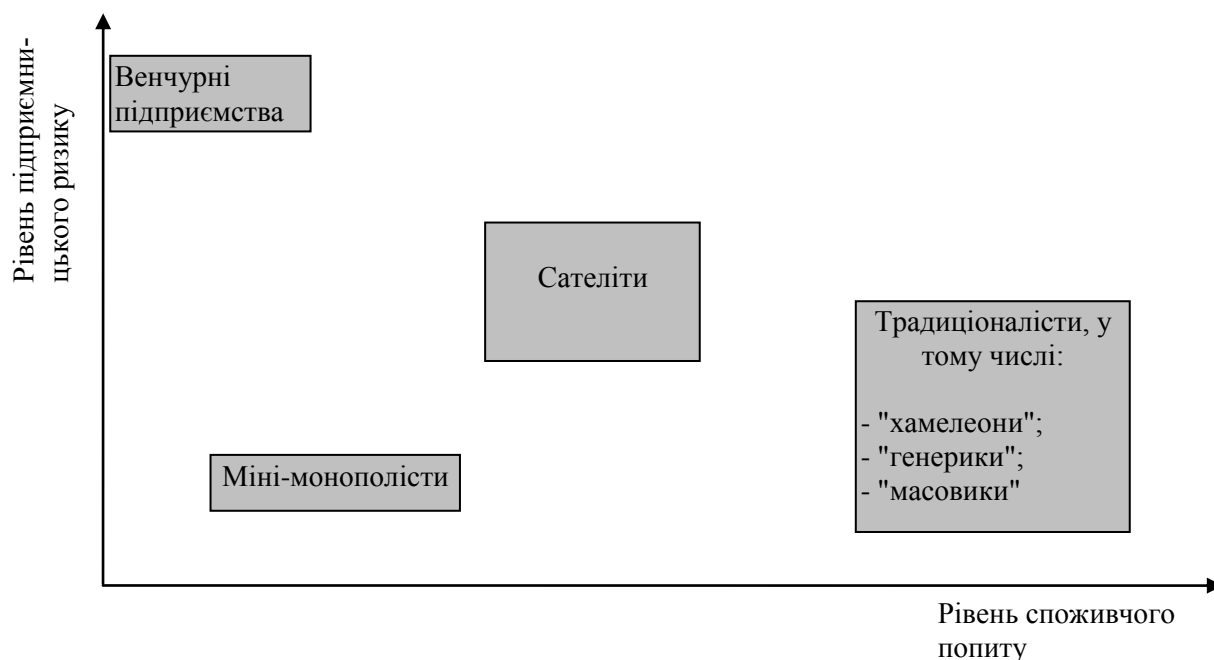 Рівень підприємни-
цького ризику
Венчурні
підприємства
Сателіти
Традиціоналісти, у
тому числі:
- "хамелеони";
- "генерики";
- "масовики"
Міні-монополісти
Рівень споживчого
попиту